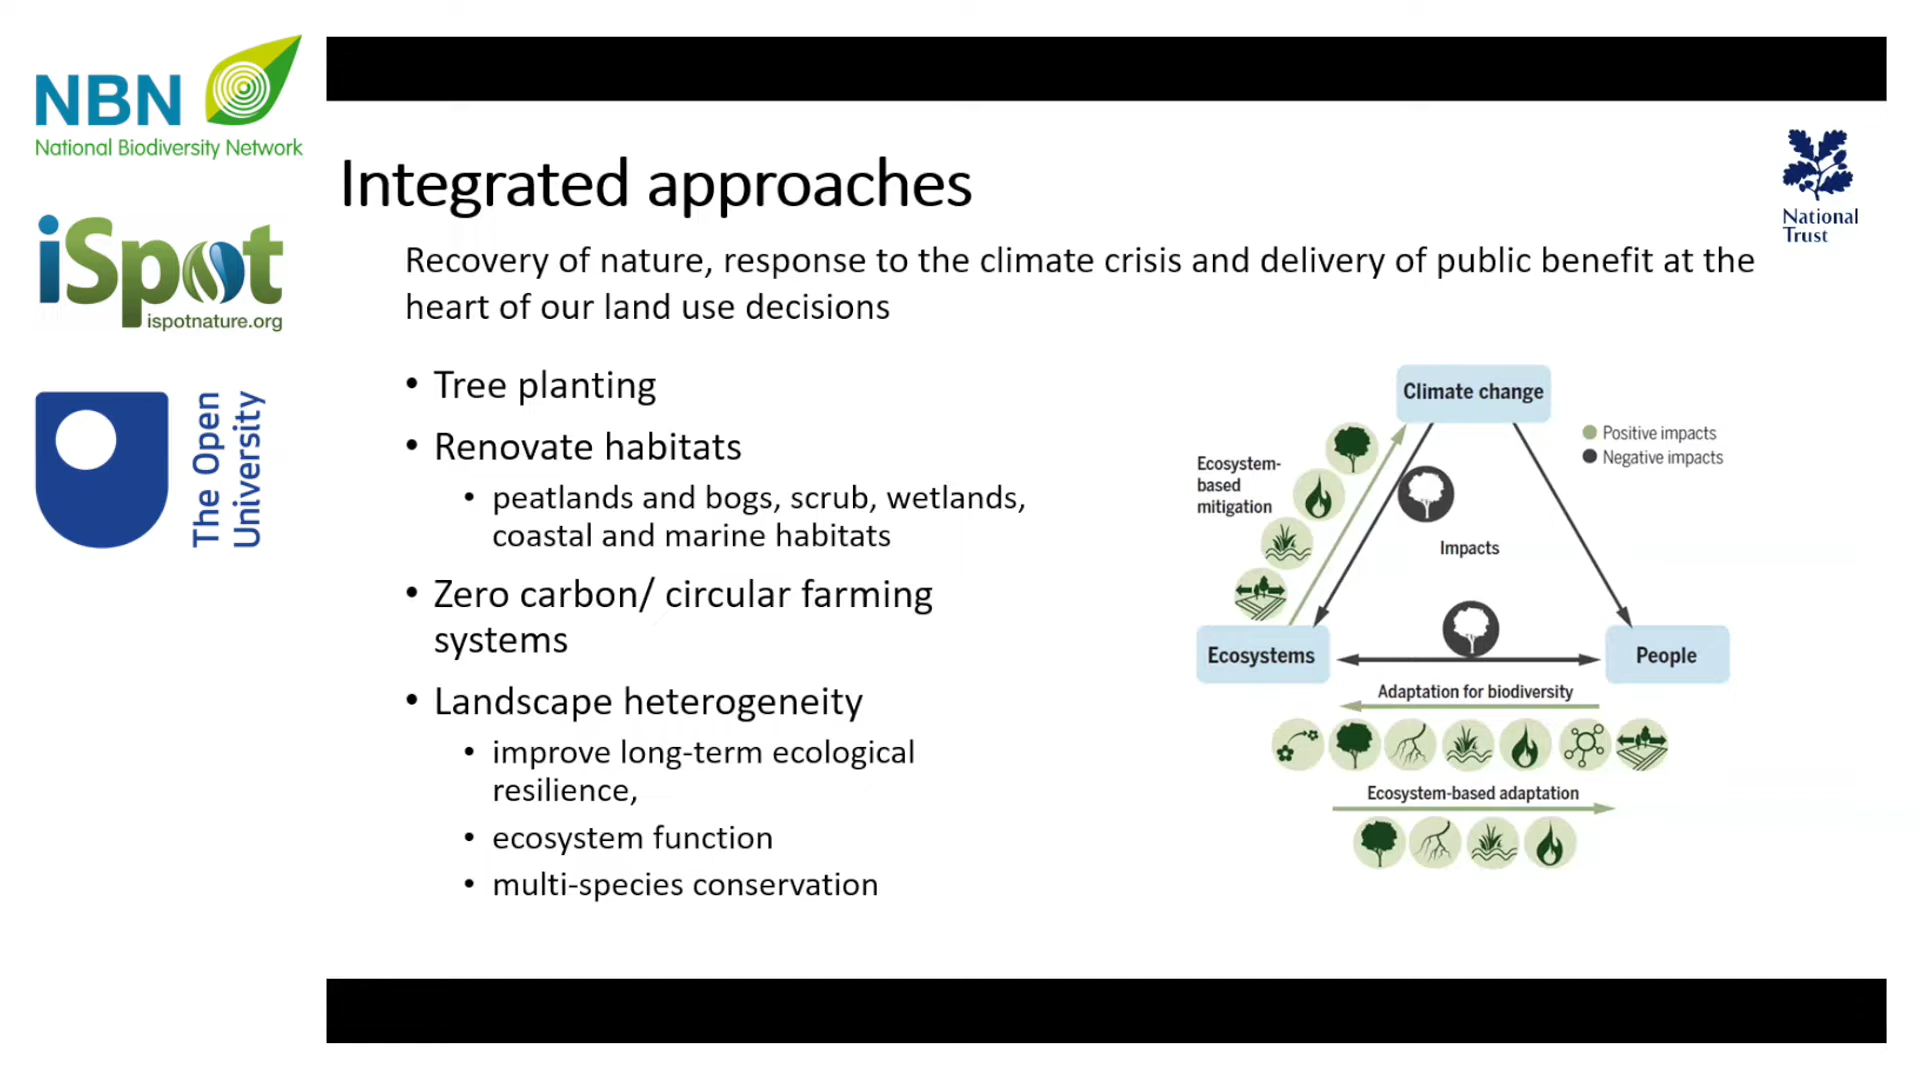 NBN
National Biodiversity Network
iSpot
ispotnature.org
The Open
University
National
Trust
Integrated approaches
Recovery of nature, response to the climate crisis and delivery of public benefit at the
heart of our land use decisions
• Tree planting
• Renovate habitats
• peatlands and bogs, scrub, wetlands,
coastal and marine habitats
• Zero carbon/ circular farming
systems
• Landscape heterogeneity
• improve long-term ecological
resilience,
• ecosystem function
• multi-species conservation
Climate change
Positive impacts
Negative impacts
Ecosystem-
based
mitigation
Impacts
Ecosystems
People
Adaptation for biodiversity
Ecosystem-based adaptation